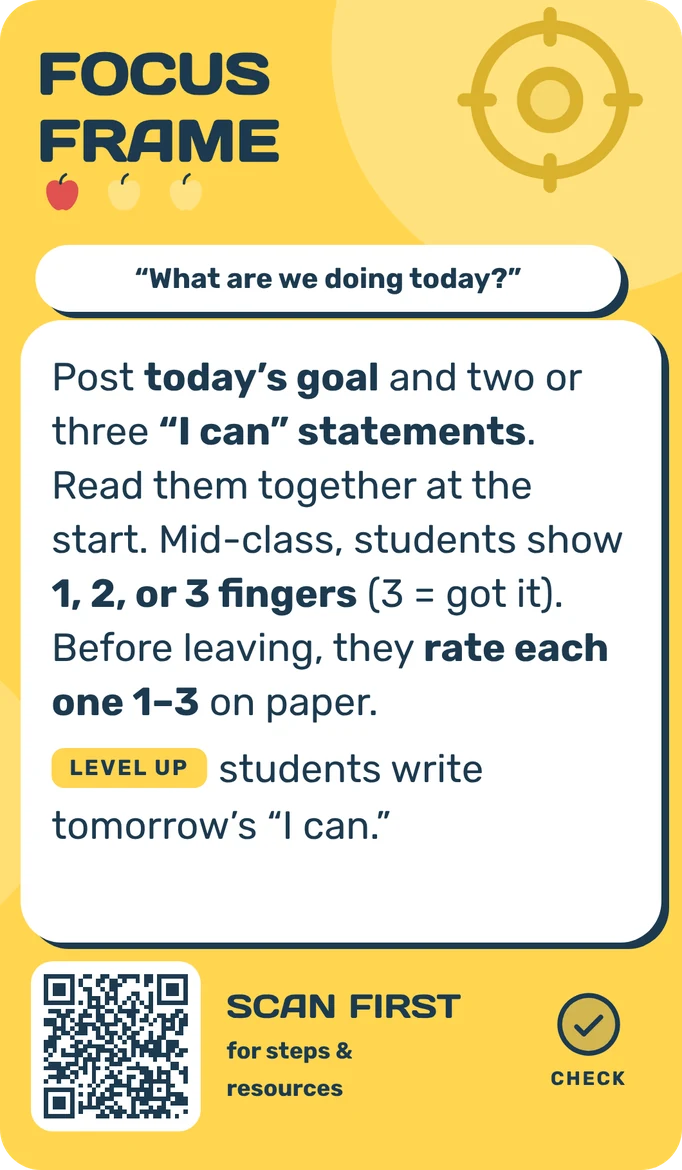 FOCUS
FRAME
“What are we doing today?”
Post today’s goal and two or
three “I can” statements.
Read them together at the
start. Mid-class, students show
1, 2, or 3 fingers (3 = got it).
Before leaving, they rate each
one 1–3 on paper.
LEVEL UP students write
tomorrow’s “I can.”
SCAN FIRST
for steps &
resources
CHECK